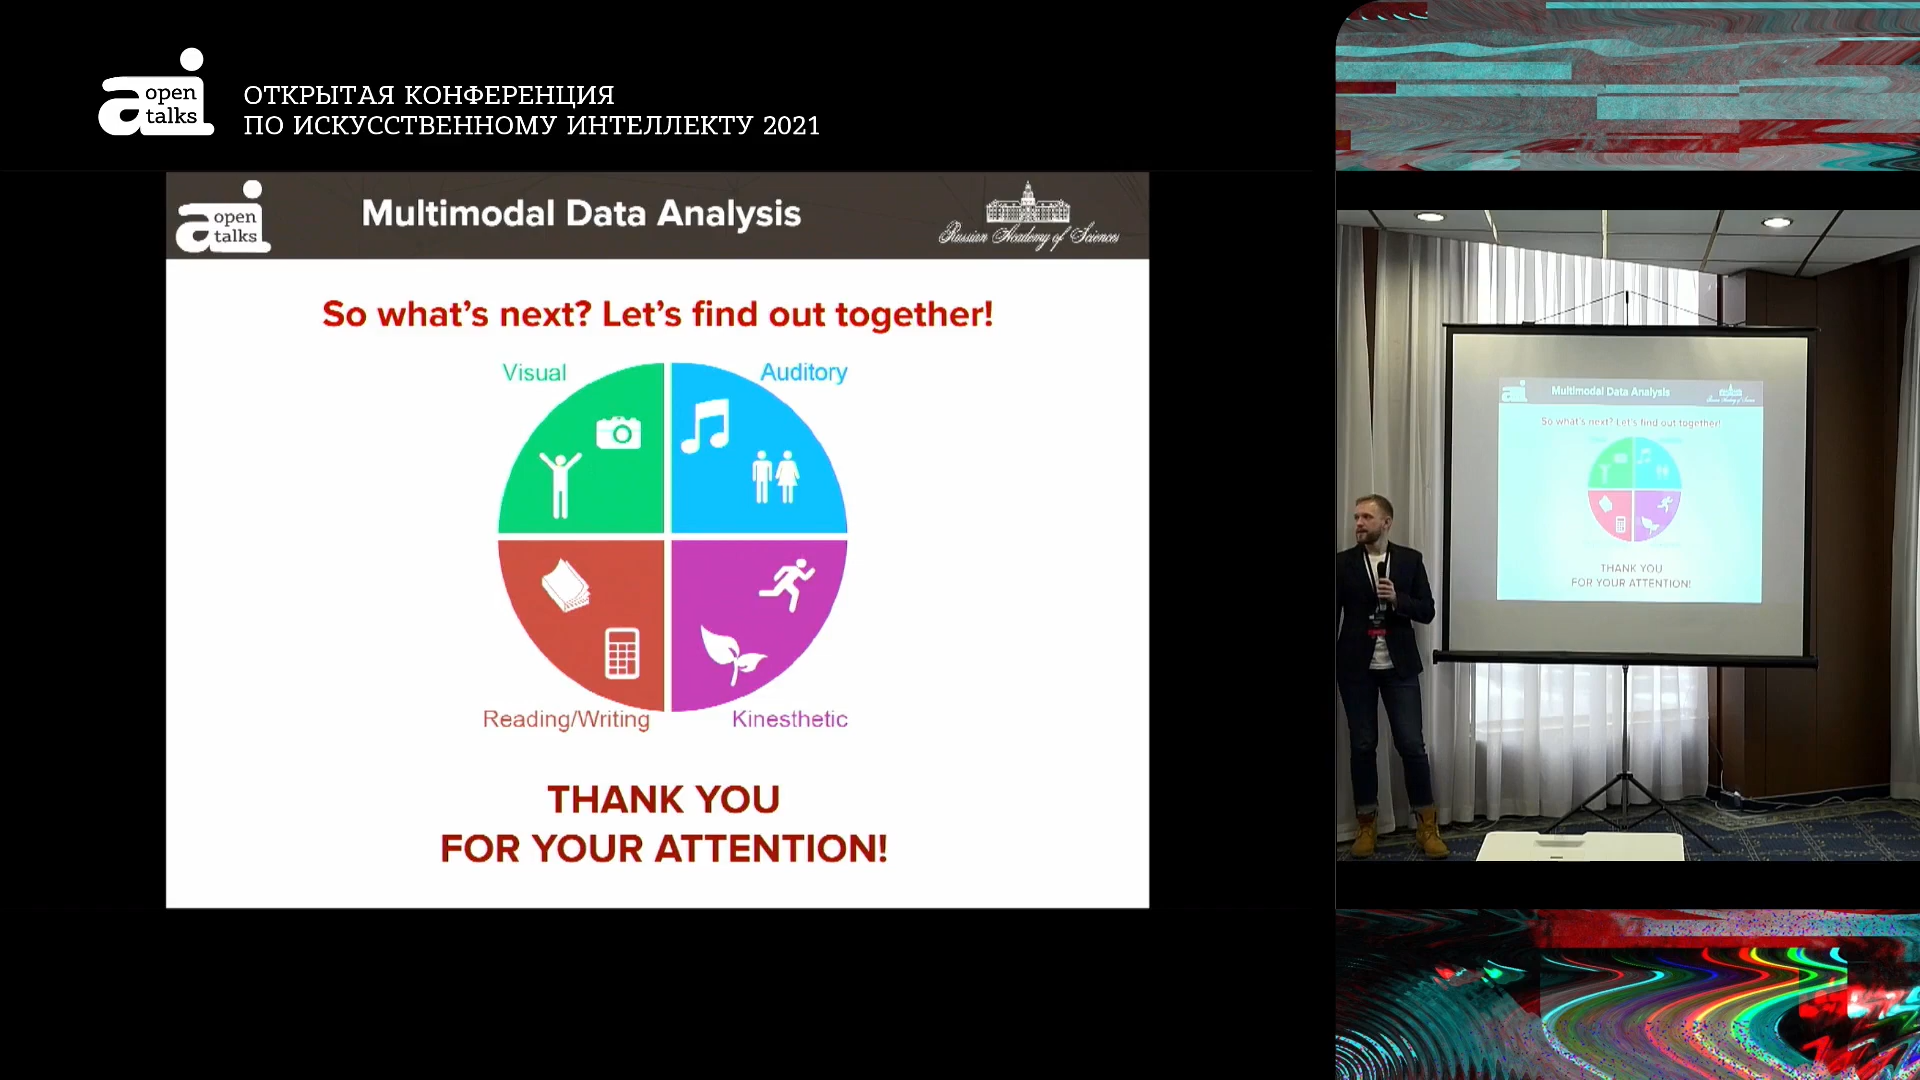 open
talks
ОТКРЫТАЯ КОНФЕРЕНЦИЯ
ПО ИСКУССТВЕННОМУ ИНТЕЛЛЕКТУ 2021
open
talks
Multimodal Data Analysis
Russian Academy of Sciences
So what's next? Let's find out together!
Visual
Auditory
Reading/Writing
Kinesthetic
THANK YOU
FOR YOUR ATTENTION!
Multimodal Data Analysis
So what's next? Let's find out together!
THANK YOU
FOR YOUR ATTENTION!